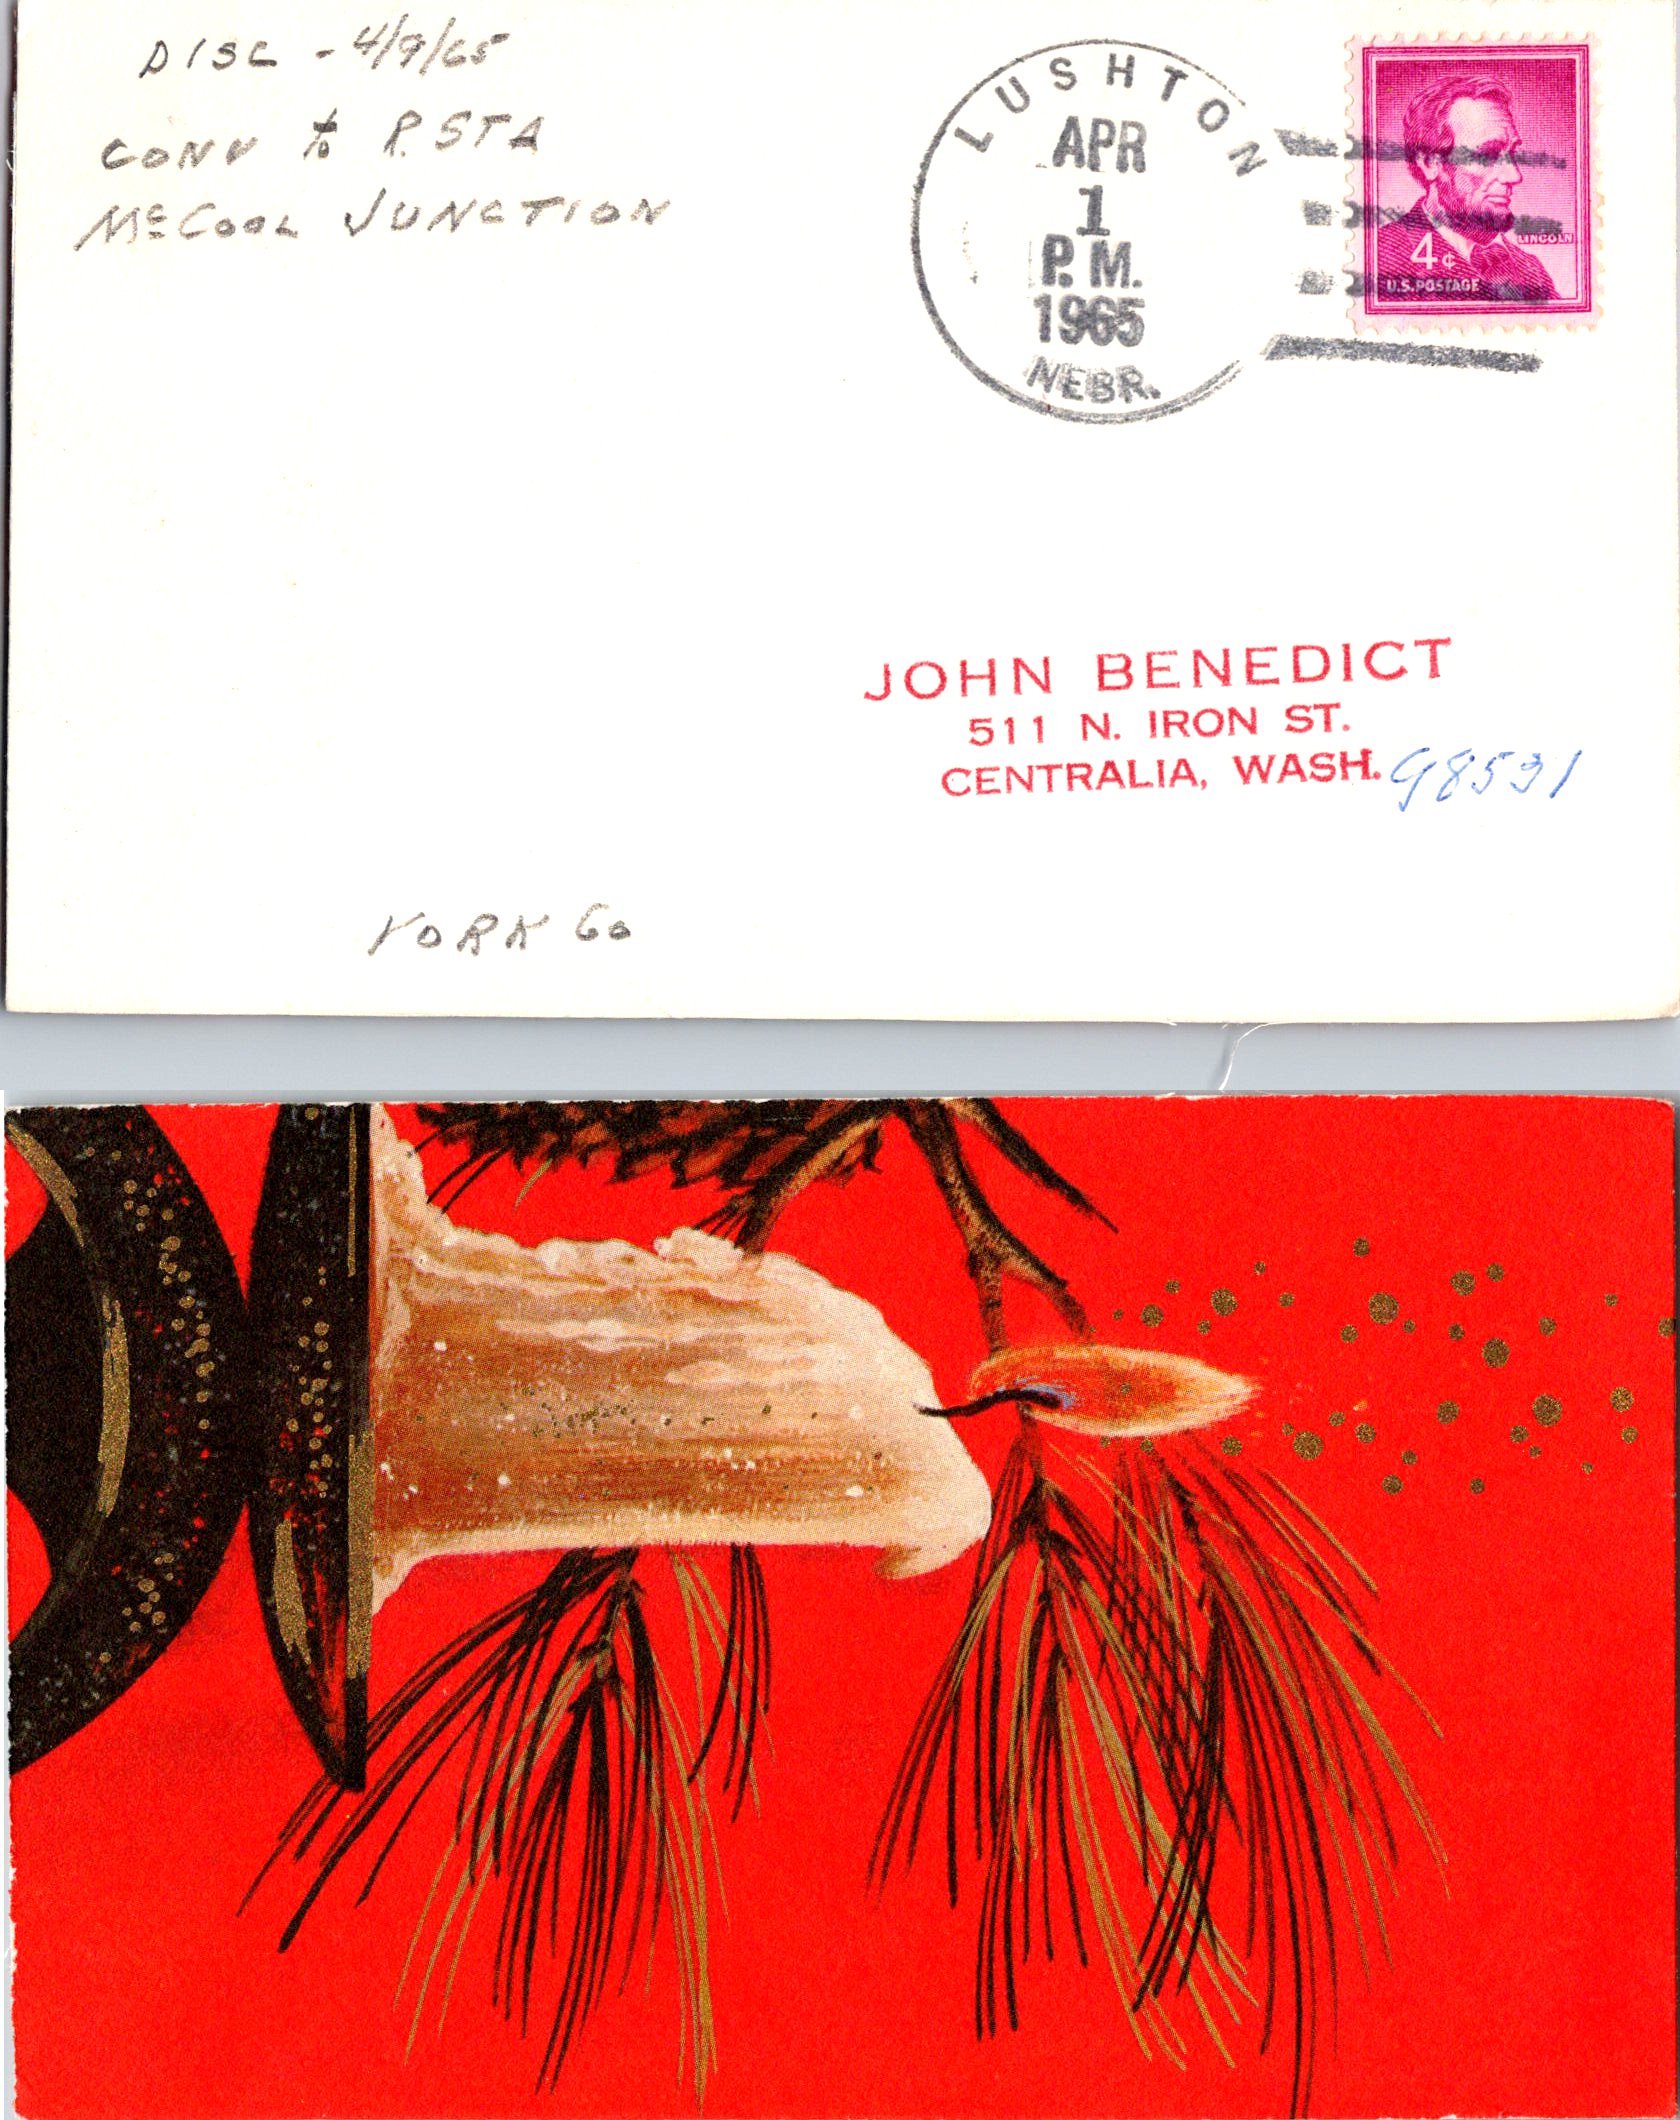 DISC - 4/9/65
CONV to R. STA
McCOOL JUNCTION
LUSHTON
APR
1
P.M.
1965
NEBR.
LINCOLN
4¢
U.S. POSTAGE
JOHN BENEDICT
511 N. IRON ST.
CENTRALIA, WASH. 98531
YORK Co